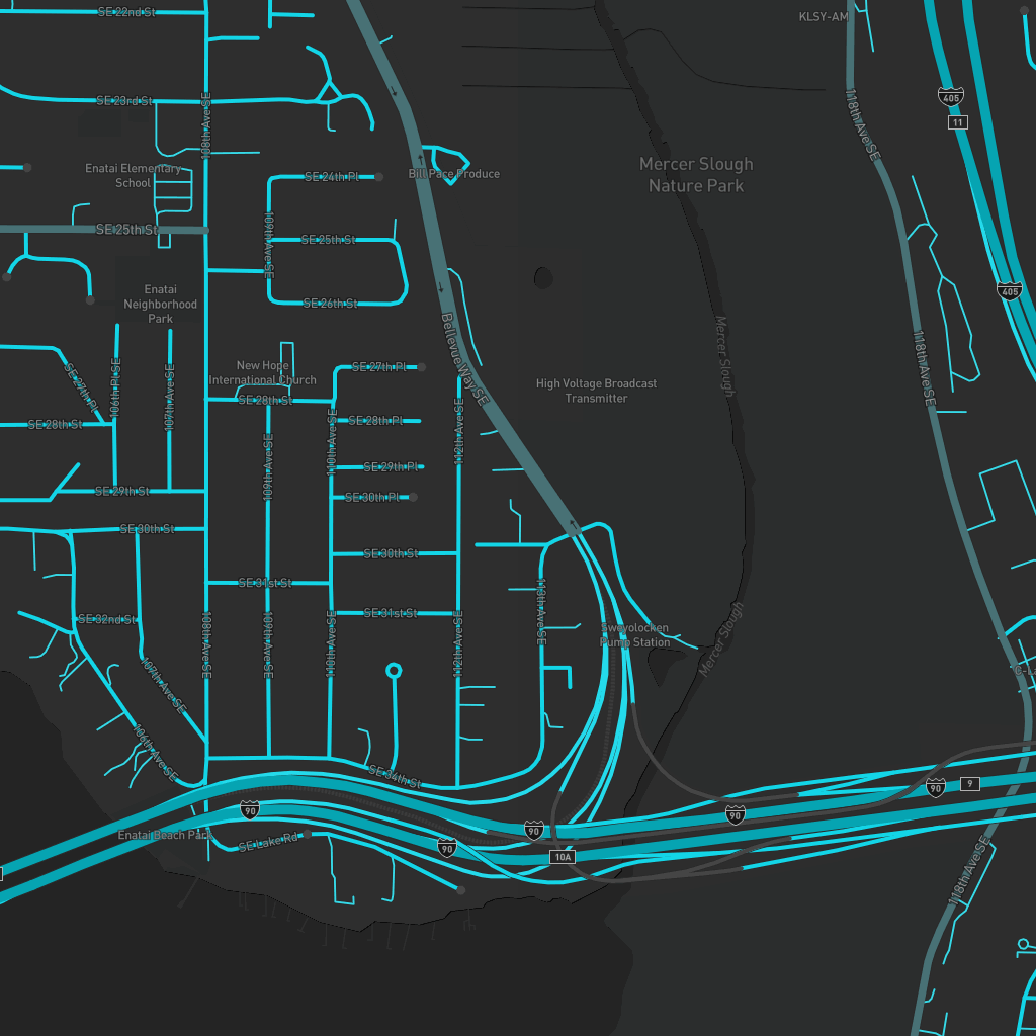 SE 22nd St
KLSY-AM
405
11
SE 23rd St
108th Ave SE
118th Ave SE
Enatai Elementary
School
SE 24th Pl
Bill Pace Produce
Mercer Slough
Nature Park
SE 25th St
109th Ave SE
SE 25th St
Enatai
Neighborhood
Park
SE 26th St
405
Bellevue Way SE
Mercer Slough
118th Ave SE
SE 27th Pl
106th Pl SE
107th Ave SE
New Hope
International Church
SE 27th Pl
High Voltage Broadcast
Transmitter
SE 28th St
SE 28th St
110th Ave SE
SE 28th Pl
112th Ave SE
109th Ave SE
SE 29th Pl
SE 29th St
SE 30th Pl
SE 30th St
SE 30th St
SE 31st St
113th Ave SE
SE 32nd St
108th Ave SE
109th Ave SE
110th Ave SE
SE 31st St
112th Ave SE
Sweyolocken
Pump Station
Mercer Slough
107th Ave SE
106th Ave SE
SE 34th St
90
9
90
90
90
90
Enatai Beach Park
SE Lake Rd
10A
118th Ave SE